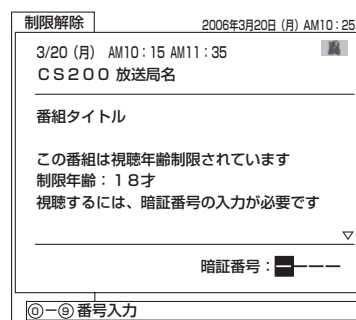 制限解除 2006年3月20日(月) AM10:25
3/20(月) AM10:15 AM11:35
CS200 放送局名
番組タイトル
この番組は視聴年齢制限されています
制限年齢:18才
視聴するには、暗証番号の入力が必要です
▽
暗証番号:－－－－
⓪－⑨番号入力